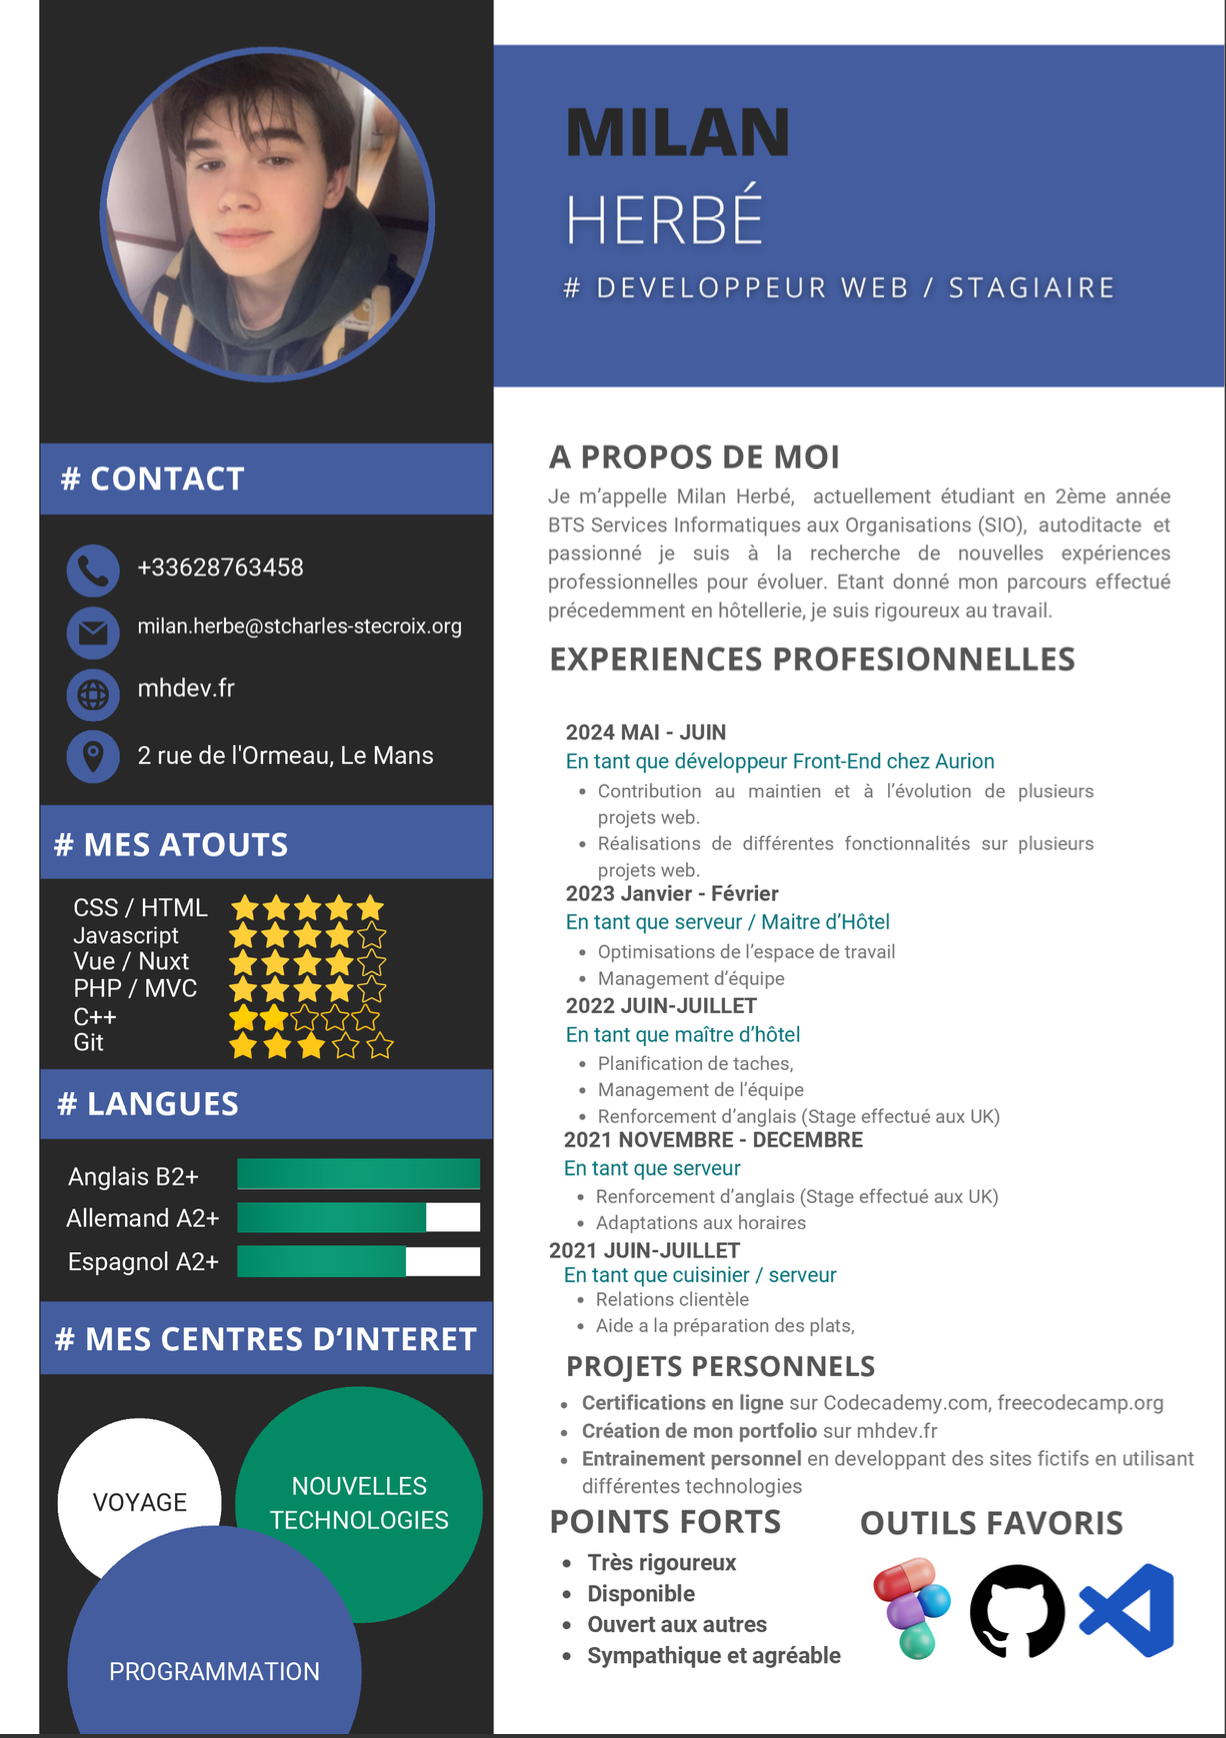 MILAN
HERBÉ
# DEVELOPPEUR WEB / STAGIAIRE
# CONTACT
+33628763458
milan.herbe@stcharles-stecroix.org
mhdev.fr
2 rue de l'Ormeau, Le Mans
# MES ATOUTS
CSS / HTML
Javascript
Vue / Nuxt
PHP / MVC
C++
Git
# LANGUES
Anglais B2+
Allemand A2+
Espagnol A2+
# MES CENTRES D’INTERET
VOYAGE
NOUVELLES
TECHNOLOGIES
PROGRAMMATION
A PROPOS DE MOI
Je m’appelle Milan Herbé, actuellement étudiant en 2ème année
BTS Services Informatiques aux Organisations (SIO), autoditacte et
passionné je suis à la recherche de nouvelles expériences
professionnelles pour évoluer. Etant donné mon parcours effectué
précedemment en hôtellerie, je suis rigoureux au travail.
EXPERIENCES PROFESIONNELLES
2024 MAI - JUIN
En tant que développeur Front-End chez Aurion
• Contribution au maintien et à l’évolution de plusieurs
projets web.
• Réalisations de différentes fonctionnalités sur plusieurs
projets web.
2023 Janvier - Février
En tant que serveur / Maitre d’Hôtel
• Optimisations de l’espace de travail
• Management d’équipe
2022 JUIN-JUILLET
En tant que maître d’hôtel
• Planification de taches,
• Management de l’équipe
• Renforcement d’anglais (Stage effectué aux UK)
2021 NOVEMBRE - DECEMBRE
En tant que serveur
• Renforcement d’anglais (Stage effectué aux UK)
• Adaptations aux horaires
2021 JUIN-JUILLET
En tant que cuisinier / serveur
• Relations clientèle
• Aide a la préparation des plats,
PROJETS PERSONNELS
• Certifications en ligne sur Codecademy.com, freecodecamp.org
• Création de mon portfolio sur mhdev.fr
• Entrainement personnel en developpant des sites fictifs en utilisant
différentes technologies
POINTS FORTS
• Très rigoureux
• Disponible
• Ouvert aux autres
• Sympathique et agréable
OUTILS FAVORIS